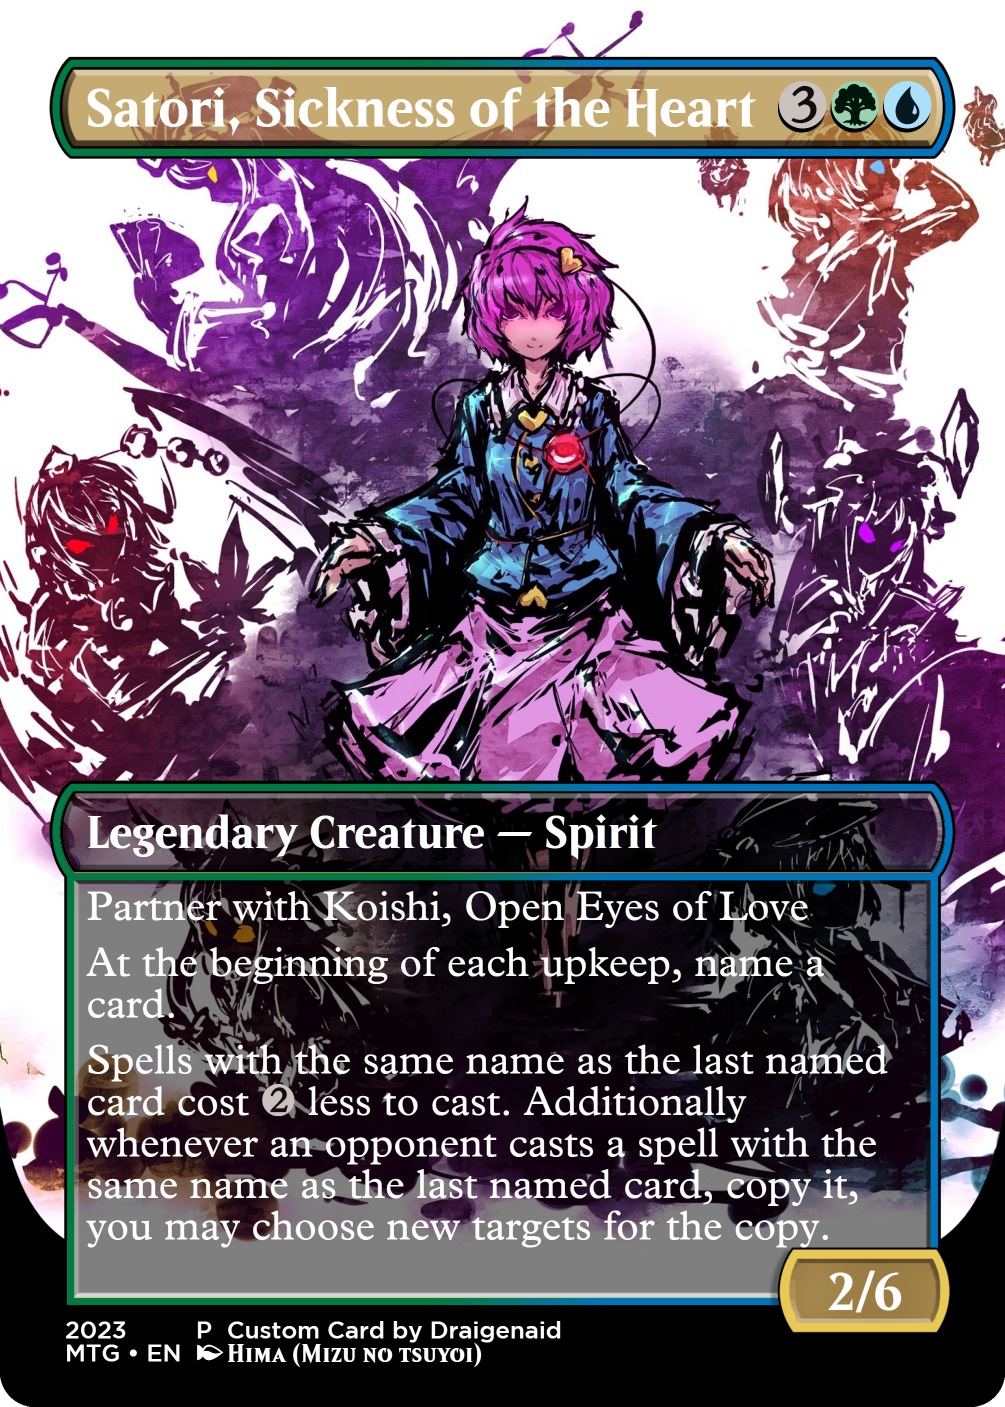 Satori, Sickness of the Heart 3
Legendary Creature — Spirit
Partner with Koishi, Open Eyes of Love
At the beginning of each upkeep, name a
card.
Spells with the same name as the last named
card cost 2 less to cast. Additionally
whenever an opponent casts a spell with the
same name as the last named card, copy it,
you may choose new targets for the copy.
2/6
2023 P Custom Card by Draigenaid
MTG • EN Hima (Mizu no tsuyoi)